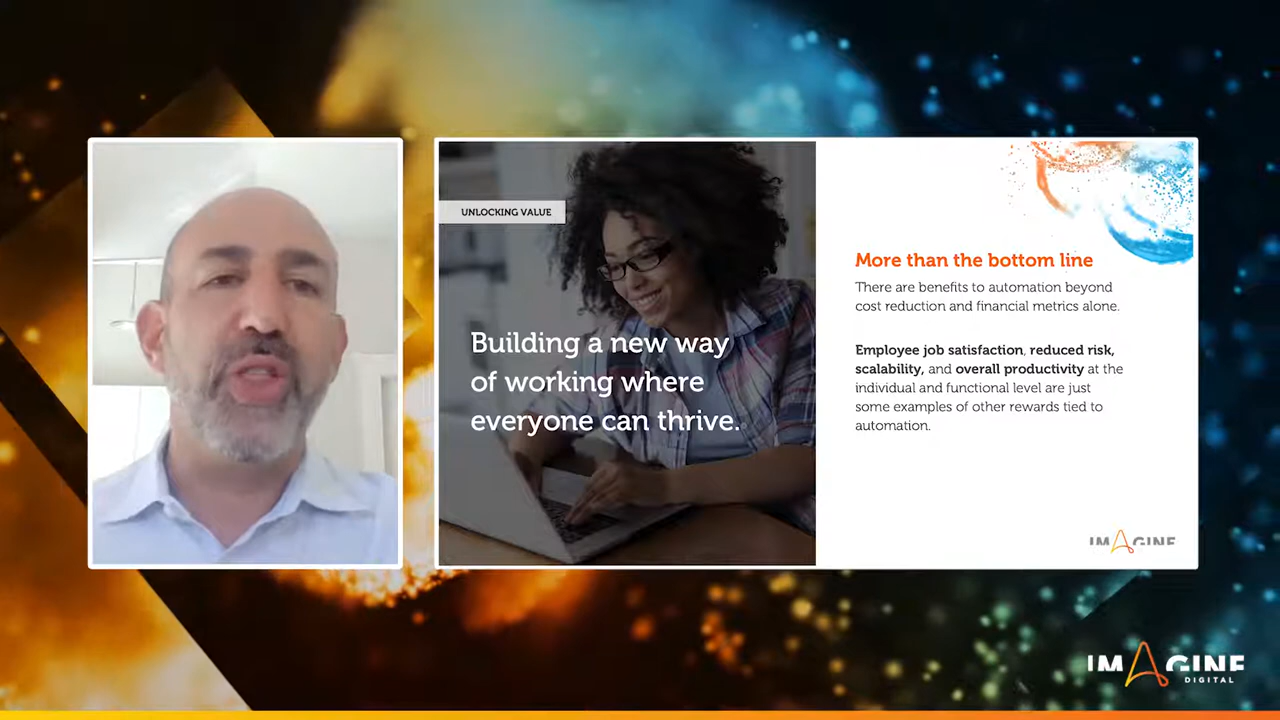 UNLOCKING VALUE
Building a new way
of working where
everyone can thrive.
More than the bottom line
There are benefits to automation beyond
cost reduction and financial metrics alone.
Employee job satisfaction, reduced risk,
scalability, and overall productivity at the
individual and functional level are just
some examples of other rewards tied to
automation.
IMAGINE
IMAGINE
DIGITAL